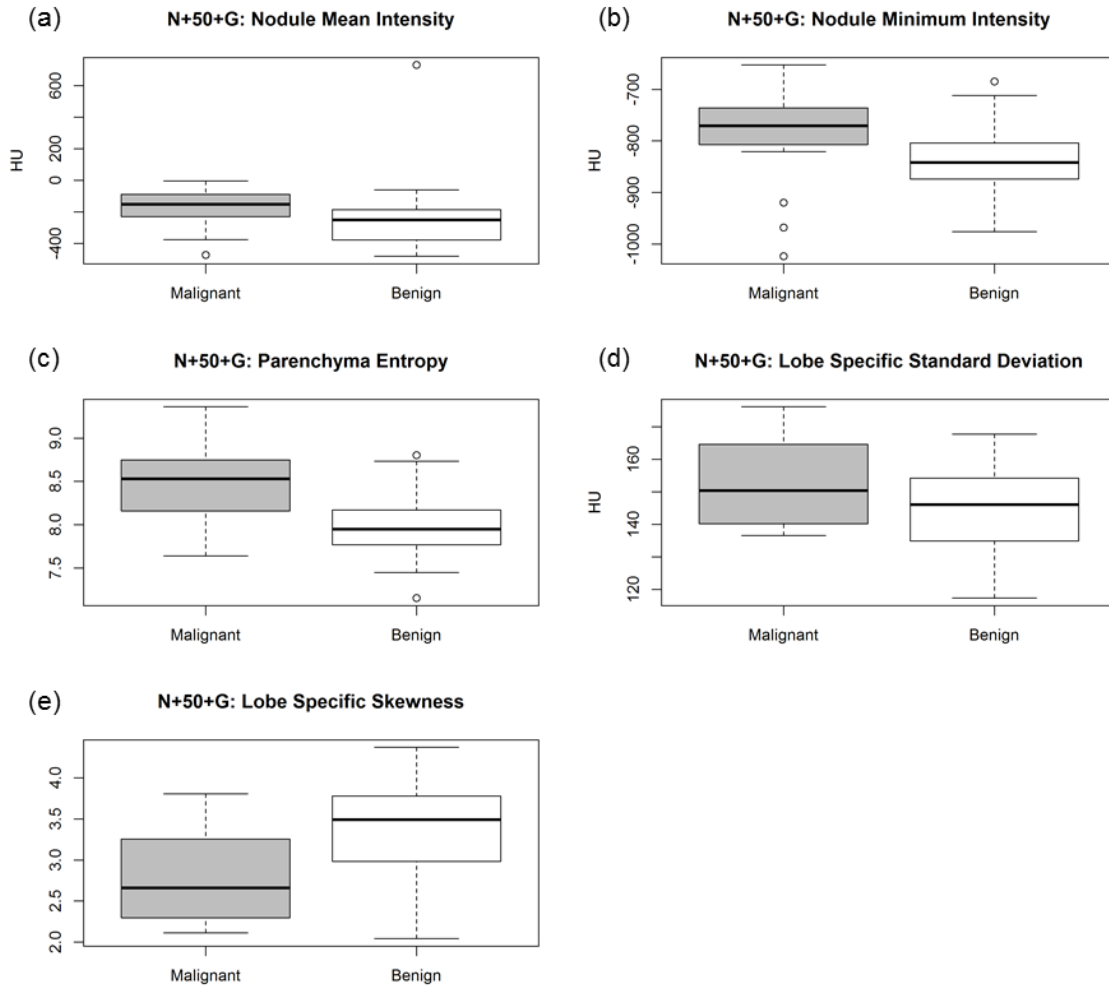 (a) N+50+G: Nodule Mean Intensity
HU
600
200
0
-400
Malignant Benign
(b) N+50+G: Nodule Minimum Intensity
HU
-700
-800
-900
-1000
Malignant Benign
(c) N+50+G: Parenchyma Entropy
9.0
8.5
8.0
7.5
Malignant Benign
(d) N+50+G: Lobe Specific Standard Deviation
HU
160
140
120
Malignant Benign
(e) N+50+G: Lobe Specific Skewness
4.0
3.5
3.0
2.5
2.0
Malignant Benign